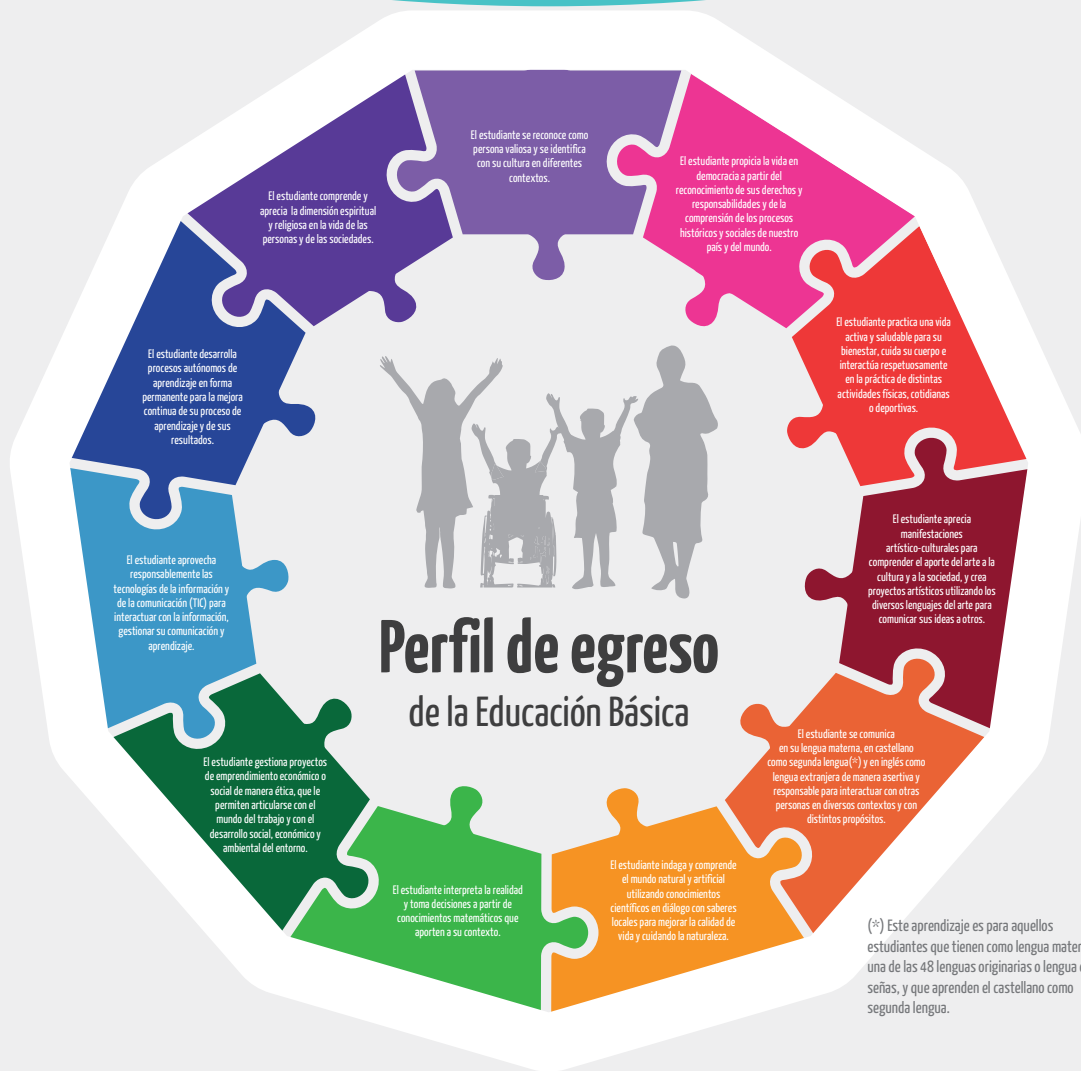 El estudiante se reconoce como
persona valiosa y se identifica
con su cultura en diferentes
contextos.
El estudiante propicia la vida en
democracia a partir del
reconocimiento de sus derechos y
responsabilidades y de la
comprensión de los procesos
históricos y sociales de nuestro
país y del mundo.
El estudiante practica una vida
activa y saludable para su
bienestar, cuida su cuerpo e
interactúa respetuosamente
en la práctica de distintas
actividades físicas, cotidianas
o deportivas.
El estudiante aprecia
manifestaciones
artístico-culturales para
comprender el aporte del arte a la
cultura y a la sociedad, y crea
proyectos artísticos utilizando los
diversos lenguajes del arte para
comunicar sus ideas a otros.
El estudiante se comunica
en su lengua materna, en castellano
como segunda lengua(*) y en inglés como
lengua extranjera de manera asertiva y
responsable para interactuar con otras
personas en diversos contextos y con
distintos propósitos.
El estudiante indaga y comprende
el mundo natural y artificial
utilizando conocimientos
científicos en diálogo con saberes
locales para mejorar la calidad de
vida y cuidando la naturaleza.
El estudiante interpreta la realidad
y toma decisiones a partir de
conocimientos matemáticos que
aporten a su contexto.
El estudiante gestiona proyectos
de emprendimiento económico o
social de manera ética, que le
permiten articularse con el
mundo del trabajo y con el
desarrollo social, económico y
ambiental del entorno.
El estudiante aprovecha
responsablemente las
tecnologías de la información y
de la comunicación (TIC) para
interactuar con la información,
gestionar su comunicación y
aprendizaje.
El estudiante desarrolla
procesos autónomos de
aprendizaje en forma
permanente para la mejora
continua de su proceso de
aprendizaje y de sus
resultados.
El estudiante comprende y
aprecia la dimensión espiritual
y religiosa en la vida de las
personas y de las sociedades.
Perfil de egreso
de la Educación Básica
(*) Este aprendizaje es para aquellos
estudiantes que tienen como lengua mater
una de las 48 lenguas originarias o lengua
señas, y que aprenden el castellano como
segunda lengua.